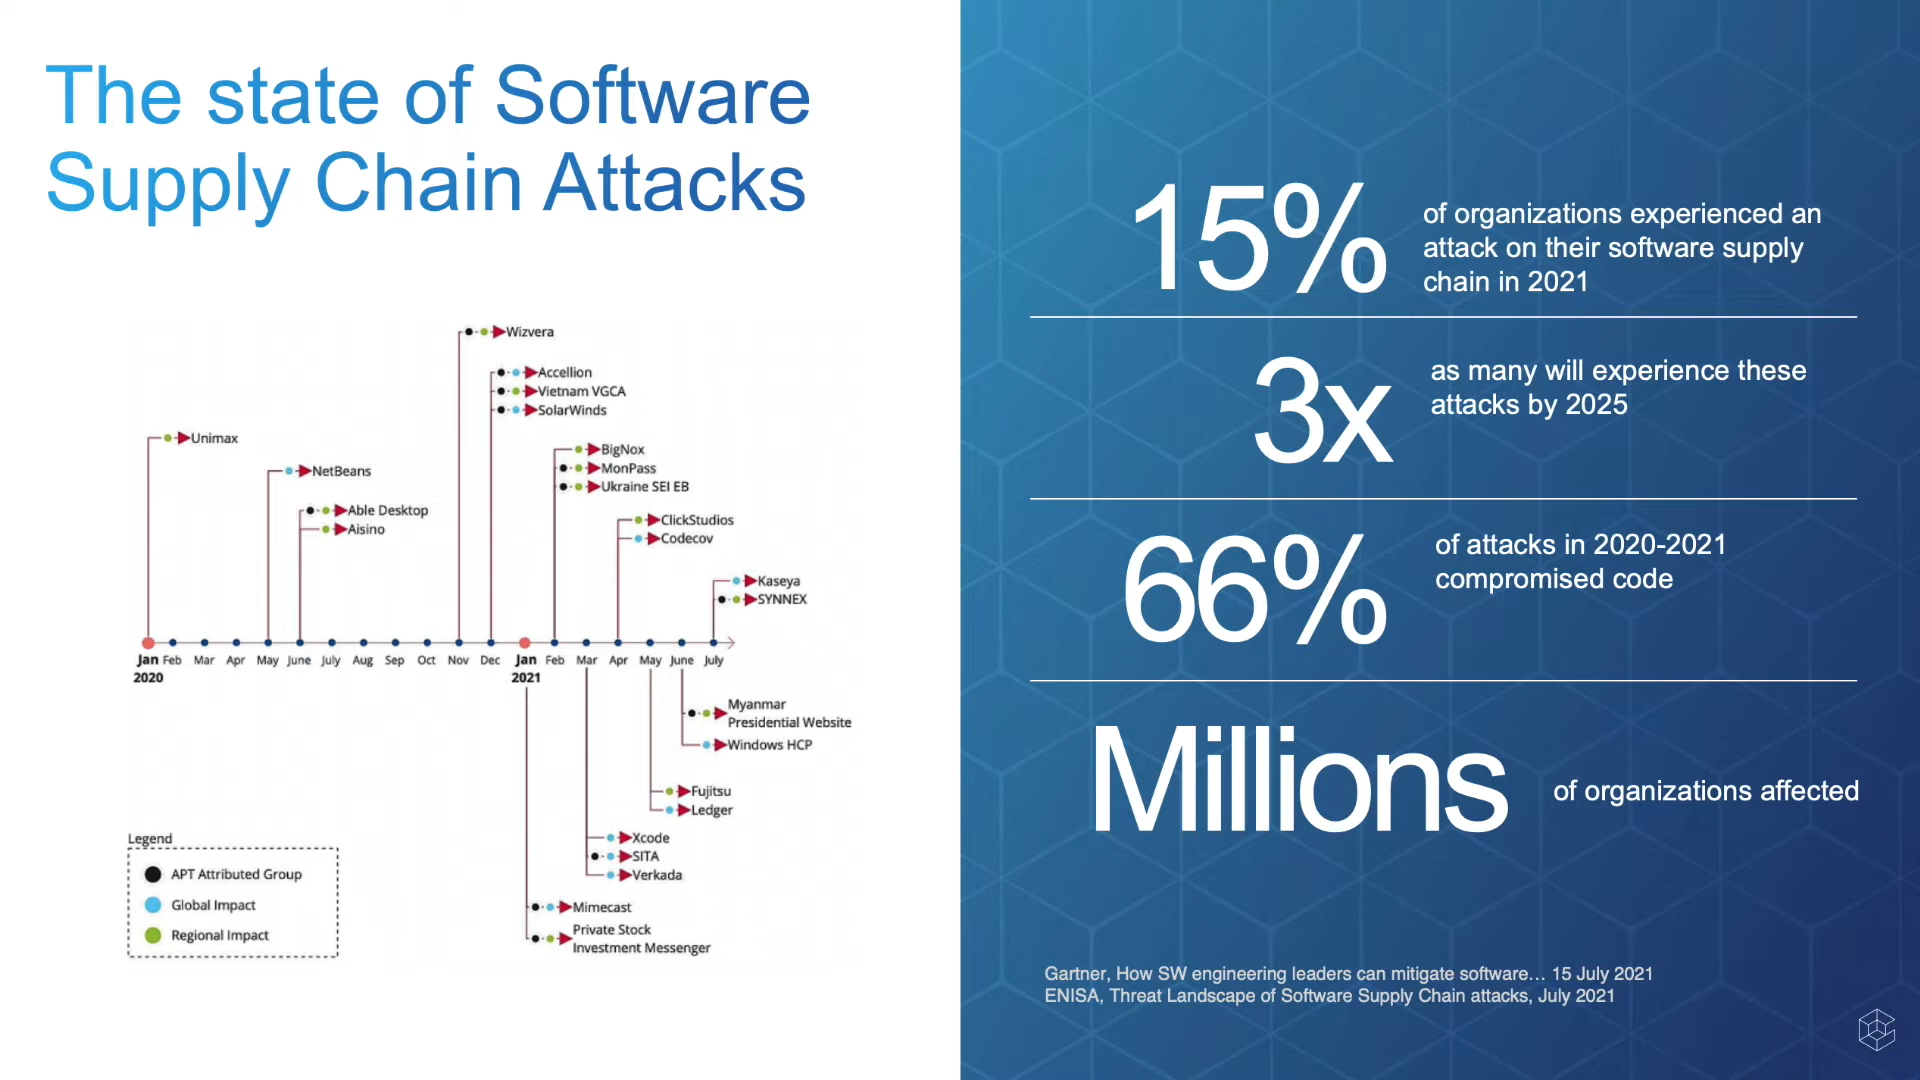 The state of Software
Supply Chain Attacks
Wizvera
Accellion
Vietnam VGCA
SolarWinds
Unimax
BigNox
NetBeans
MonPass
Ukraine SEI EB
Able Desktop
Aisino
ClickStudios
Codecov
Kaseya
SYNNEX
Jan Feb Mar Apr May June July Aug Sep Oct Nov Dec Jan Feb Mar Apr May June July
2020 2021
Myanmar
Presidential Website
Windows HCP
Fujitsu
Ledger
Xcode
SITA
Verkada
Mimecast
Private Stock
Investment Messenger
Legend
APT Attributed Group
Global Impact
Regional Impact
15%
of organizations experienced an
attack on their software supply
chain in 2021
3x
as many will experience these
attacks by 2025
66%
of attacks in 2020-2021
compromised code
Millions
of organizations affected
Gartner, How SW engineering leaders can mitigate software… 15 July 2021
ENISA, Threat Landscape of Software Supply Chain attacks, July 2021